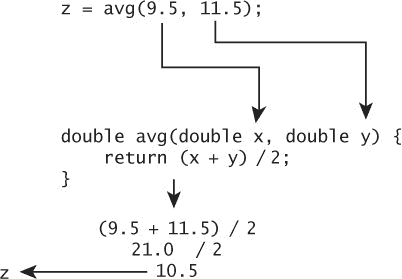 z = avg(9.5, 11.5);
double avg(double x, double y) {
return (x + y) / 2;
}
(9.5 + 11.5) / 2
21.0 / 2
z 10.5